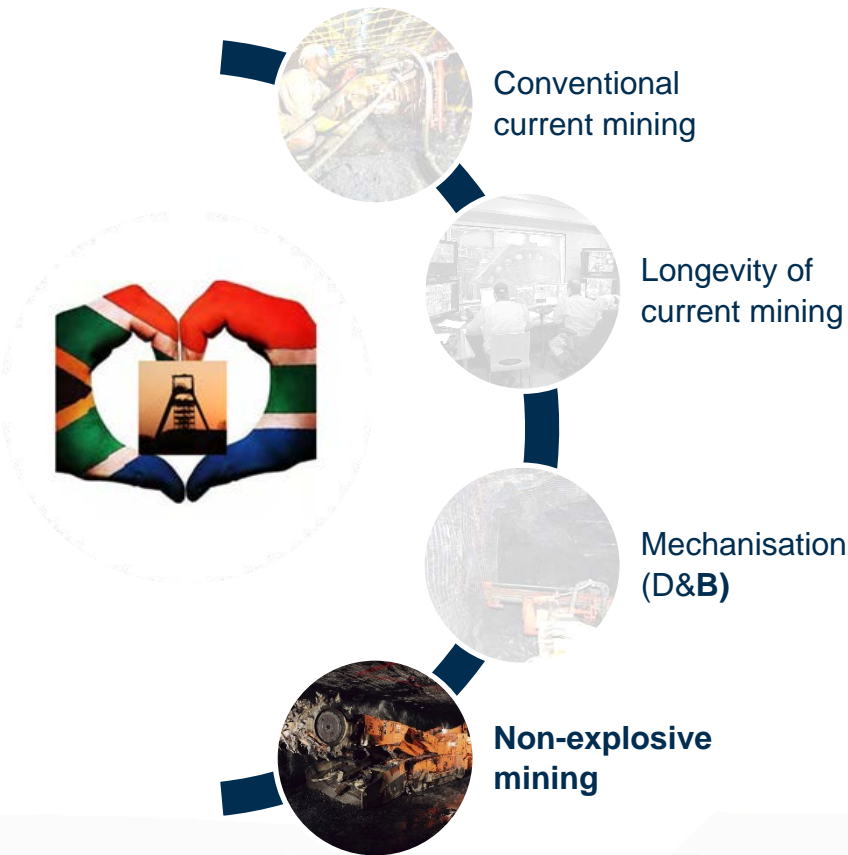 Conventional
current mining
Longevity of
current mining
Mechanisation
(D&B)
Non-explosive
mining